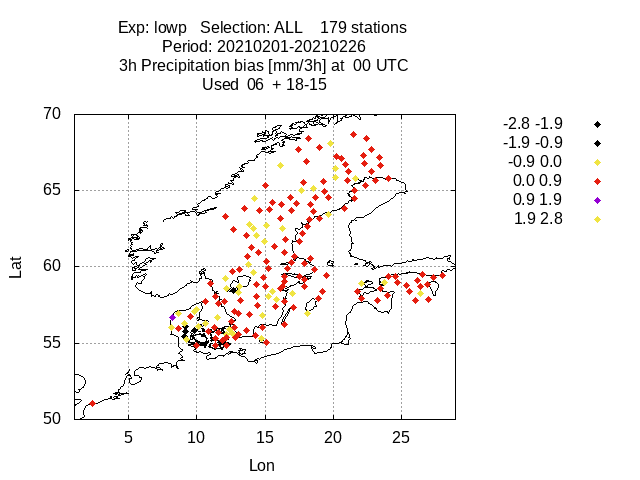 Exp: lowp   Selection: ALL    179 stations
Period: 20210201-20210226
3h Precipitation bias [mm/3h] at  00 UTC
Used  06  + 18-15
-2.8 -1.9
-1.9 -0.9
-0.9 0.0
0.0 0.9
0.9 1.9
1.9 2.8
70
65
60
55
50
Lat
5 10 15 20 25
Lon